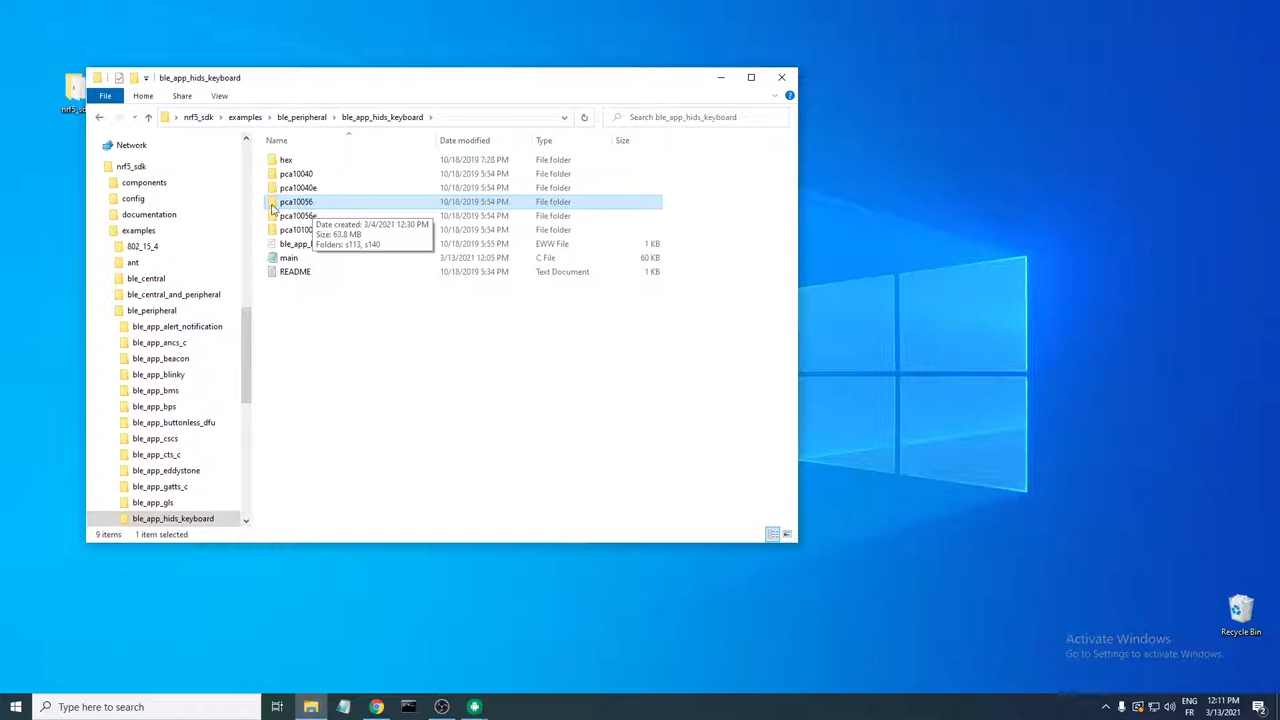 nrf5_sd
ble_app_hids_keyboard
File
Home
Share
View
nrf5_sdk
examples
ble_peripheral
ble_app_hids_keyboard
Search ble_app_hids_keyboard
Network
nrf5_sdk
components
config
documentation
examples
802_15_4
ant
ble_central
ble_central_and_peripheral
ble_peripheral
ble_app_alert_notification
ble_app_ancs_c
ble_app_beacon
ble_app_blinky
ble_app_bms
ble_app_bps
ble_app_buttonless_dfu
ble_app_cscs
ble_app_cts_c
ble_app_eddystone
ble_app_gatts_c
ble_app_gls
ble_app_hids_keyboard
Name Date modified Type Size
hex 10/18/2019 7:28 PM File folder
pca10040 10/18/2019 5:54 PM File folder
pca10040e 10/18/2019 5:54 PM File folder
pca10056 10/18/2019 5:54 PM File folder
pca10056e 10/18/2019 5:54 PM File folder
pca10100 10/18/2019 5:54 PM File folder
ble_app_ 10/18/2019 5:55 PM EWW File 1 KB
main 3/13/2021 12:05 PM C File 60 KB
README 10/18/2019 5:34 PM Text Document 1 KB
Date created: 3/4/2021 12:30 PM
Size: 63.8 MB
Folders: s113, s140
9 items 1 item selected
Recycle Bin
Activate Windows
Go to Settings to activate Windows.
Type here to search
ENG
FR
12:11 PM
3/13/2021
2